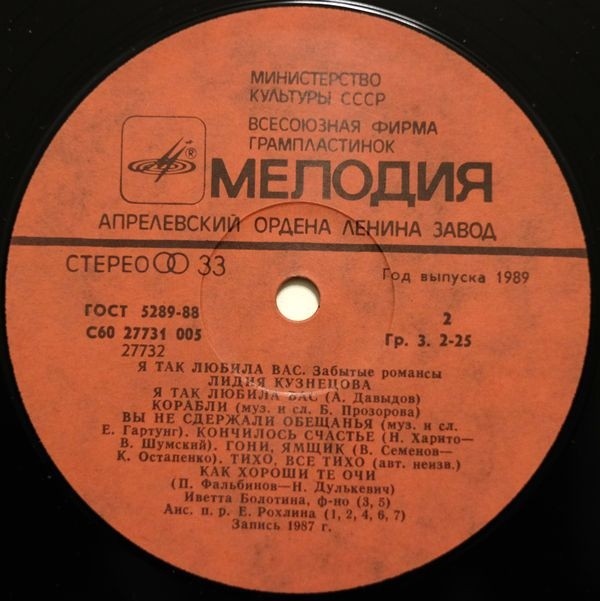 МИНИСТЕРСТВО
КУЛЬТУРЫ СССР
ВСЕСОЮЗНАЯ ФИРМА
ГРАМПЛАСТИНОК
®
МЕЛОДИЯ
АПРЕЛЕВСКИЙ ОРДЕНА ЛЕНИНА ЗАВОД
СТЕРЕО 33
Год выпуска 1989
ГОСТ 5289-88
С60 27731 005
27732
2
Гр. 3. 2-25
Я ТАК ЛЮБИЛА ВАС. Забытые романсы
ЛИДИЯ КУЗНЕЦОВА
Я ТАК ЛЮБИЛА ВАС (А. Давыдов)
КОРАБЛИ (муз. и сл. Б. Прозорова)
ВЫ НЕ СДЕРЖАЛИ ОБЕЩАНЬЯ (муз. и сл.
Е. Гартунг). КОНЧИЛОСЬ СЧАСТЬЕ (Н. Харито—
В. Шумский). ГОНИ, ЯМЩИК (В. Семенов—
К. Остапенко). ТИХО, ВСЕ ТИХО (авт. неизв.)
КАК ХОРОШИ ТЕ ОЧИ
(П. Фальбинов—Н. Дулькевич)
Иветта Болотина, ф-но (3, 5)
Анс. п. р. Е. Рохлина (1, 2, 4, 6, 7)
Запись 1987 г.